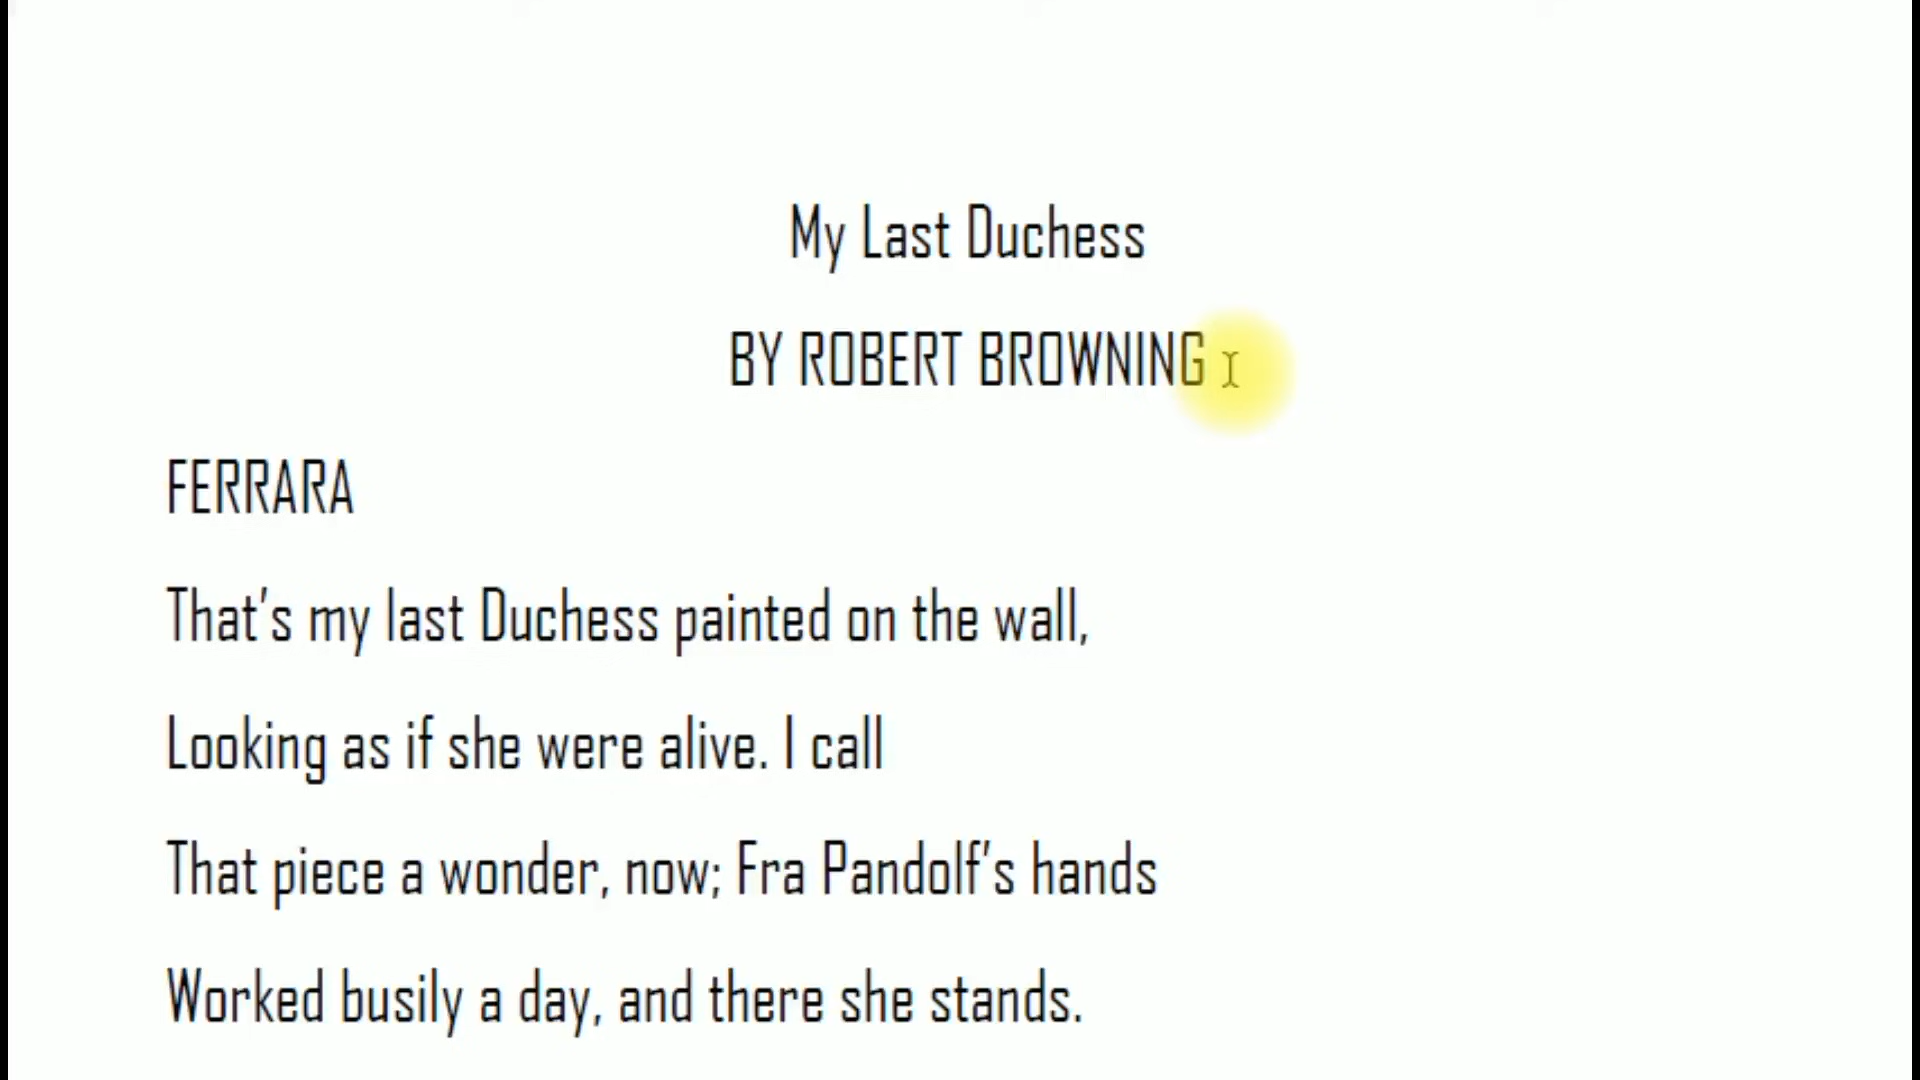 My Last Duchess
BY ROBERT BROWNING
FERRARA
That’s my last Duchess painted on the wall,
Looking as if she were alive. I call
That piece a wonder, now; Fra Pandolf’s hands
Worked busily a day, and there she stands.